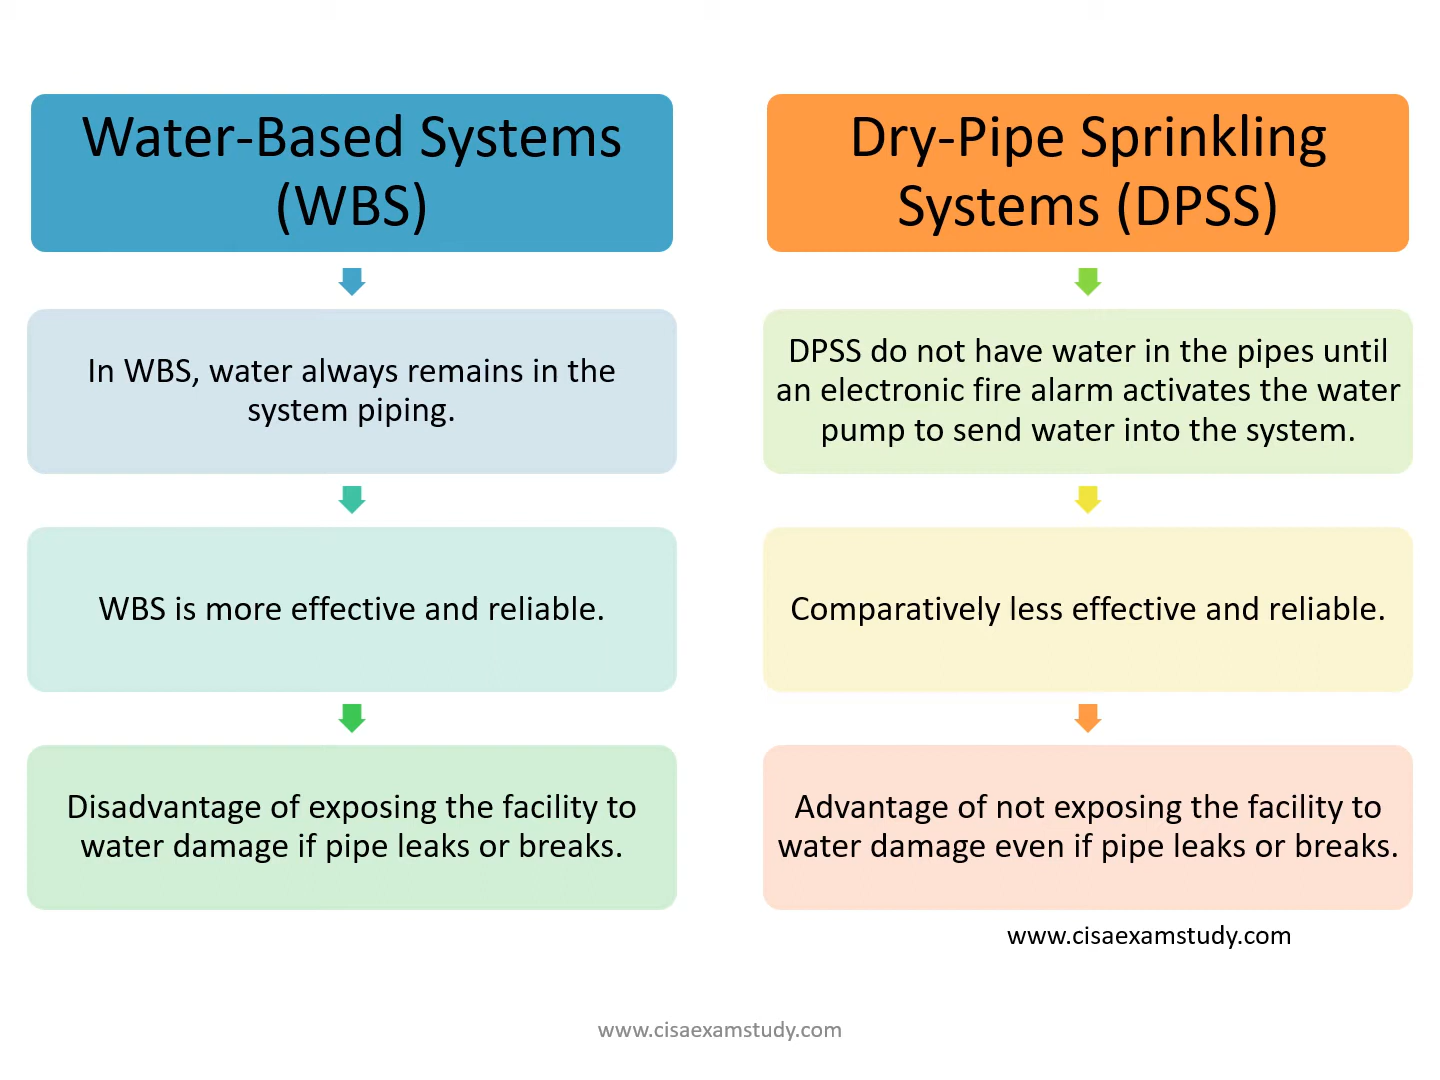 Water-Based Systems
(WBS)
In WBS, water always remains in the
system piping.
WBS is more effective and reliable.
Disadvantage of exposing the facility to
water damage if pipe leaks or breaks.
Dry-Pipe Sprinkling
Systems (DPSS)
DPSS do not have water in the pipes until
an electronic fire alarm activates the water
pump to send water into the system.
Comparatively less effective and reliable.
Advantage of not exposing the facility to
water damage even if pipe leaks or breaks.
www.cisaexamstudy.com
www.cisaexamstudy.com